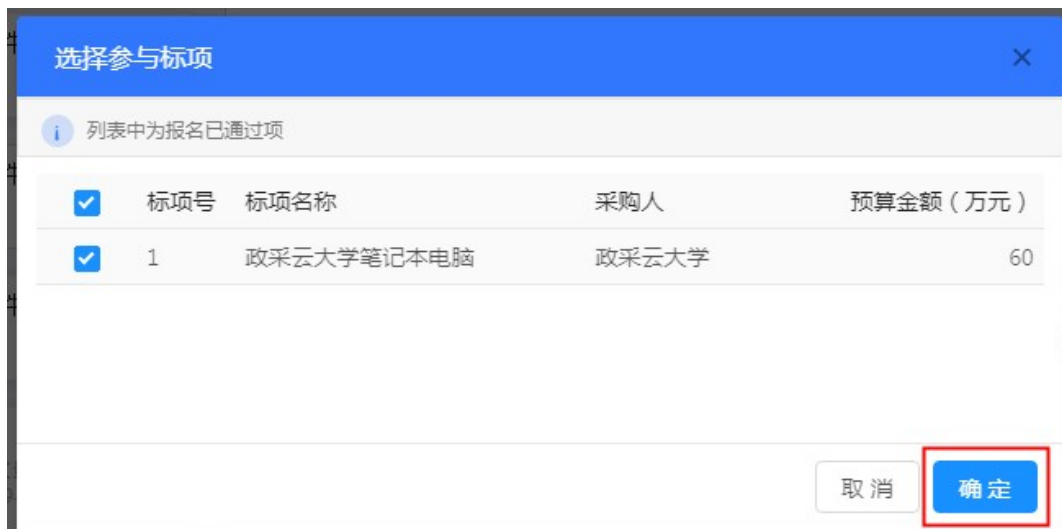 选择参与标项
列表中为报名已通过项
标项号 标项名称 采购人 预算金额（万元）
1 政采云大学笔记本电脑 政采云大学 60
取消 确定